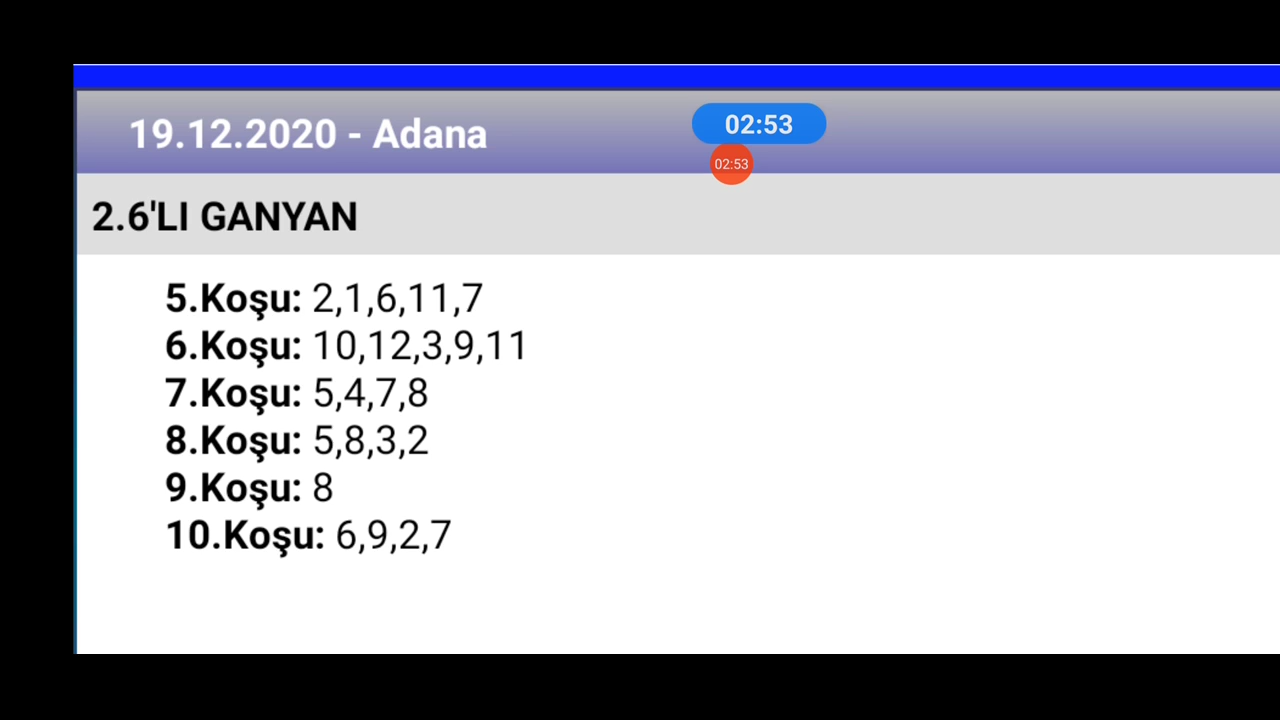 19.12.2020 - Adana
02:53
02:53
2.6'LI GANYAN
5.Koşu: 2,1,6,11,7
6.Koşu: 10,12,3,9,11
7.Koşu: 5,4,7,8
8.Koşu: 5,8,3,2
9.Koşu: 8
10.Koşu: 6,9,2,7